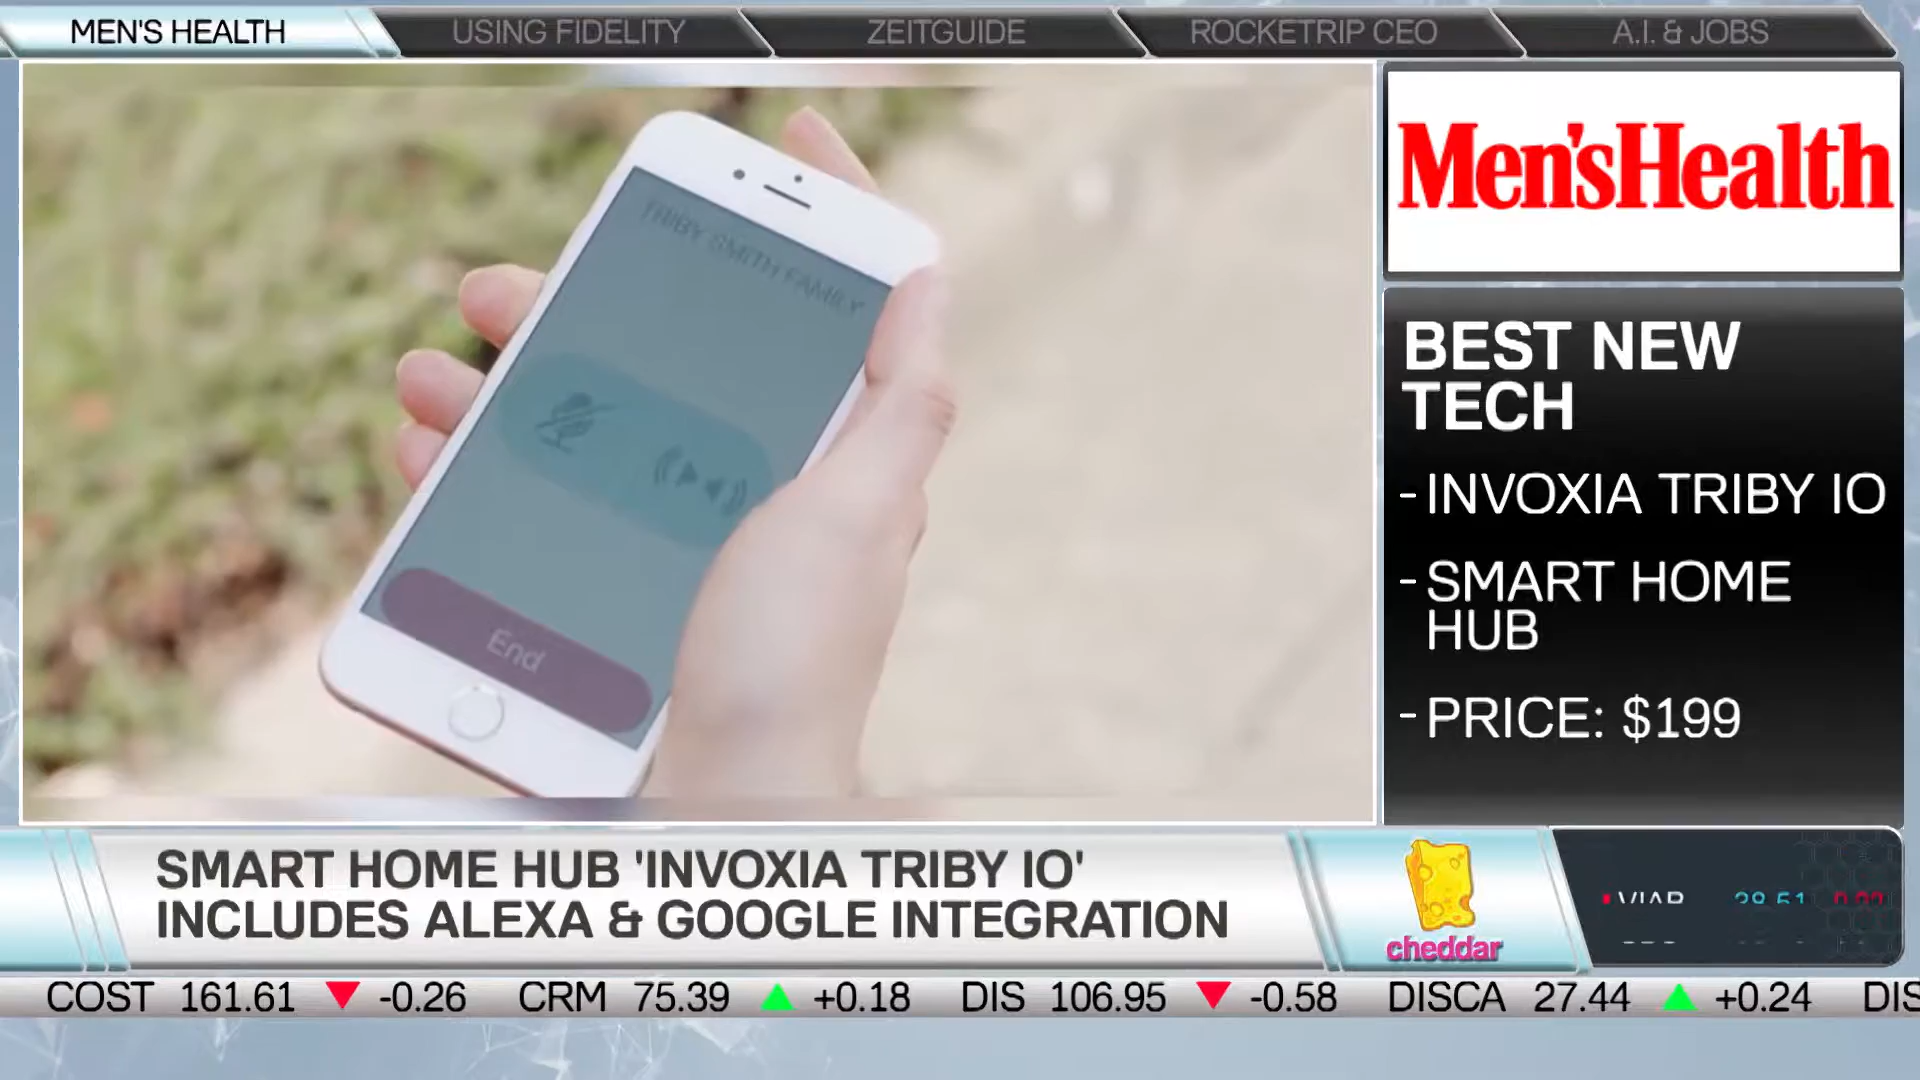 MEN'S HEALTH
USING FIDELITY
ZEITGUIDE
ROCKETRIP CEO
A.I. & JOBS
TRIBY SMITH FAMILY
End
Men'sHealth
BEST NEW
TECH
- INVOXIA TRIBY IO
- SMART HOME
HUB
- PRICE: $199
SMART HOME HUB 'INVOXIA TRIBY IO'
INCLUDES ALEXA & GOOGLE INTEGRATION
cheddar
COST 161.61 ▼ -0.26 CRM 75.39 ▲ +0.18 DIS 106.95 ▼ -0.58 DISCA 27.44 ▲ +0.24 DIS